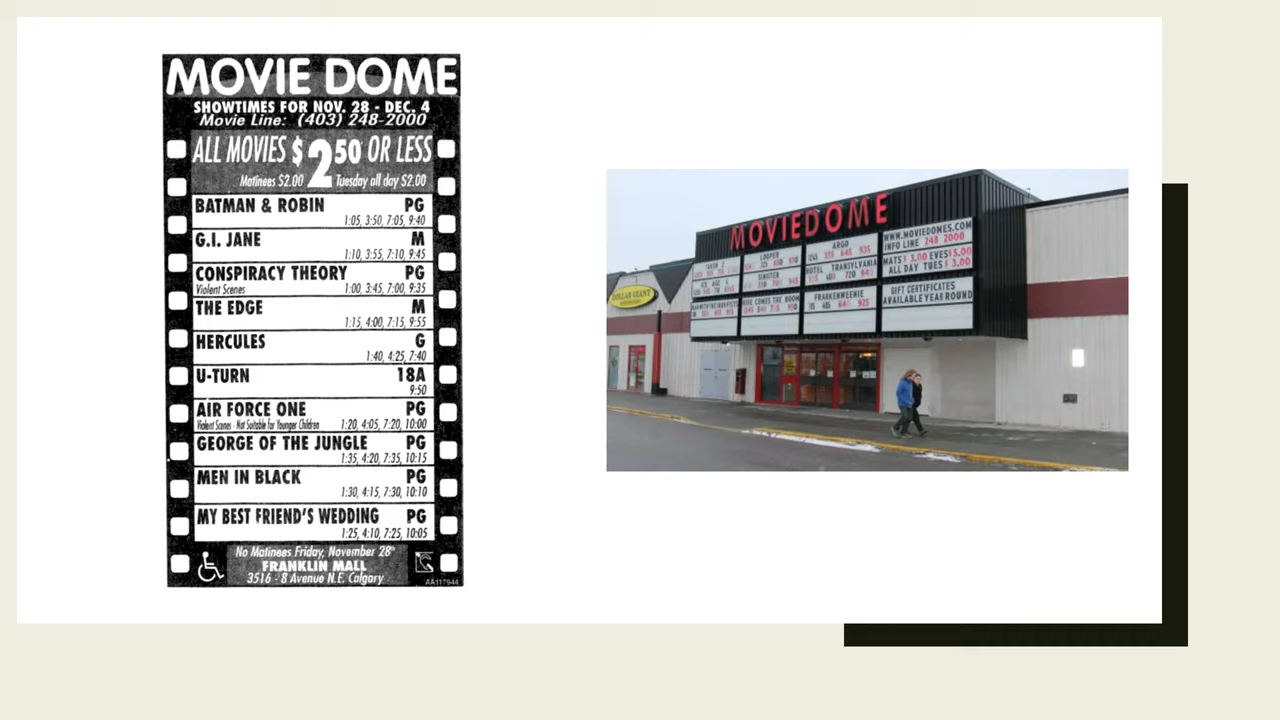 MOVIE DOME
SHOWTIMES FOR NOV. 28 - DEC. 4
Movie Line: (403) 248-2000
ALL MOVIES $2.50 OR LESS
Matinees $2.00 Tuesday all day $2.00
BATMAN & ROBIN PG
1:05, 3:50, 7:05, 9:40
G.I. JANE M
1:10, 3:55, 7:10, 9:45
CONSPIRACY THEORY PG
Violent Scenes 1:00, 3:45, 7:00, 9:35
THE EDGE M
1:15, 4:00, 7:15, 9:55
HERCULES G
1:40, 4:25, 7:40
U-TURN 18A
9:50
AIR FORCE ONE PG
Violent Scenes - Not Suitable for Younger Children 1:20, 4:05, 7:20, 10:00
GEORGE OF THE JUNGLE PG
1:35, 4:20, 7:35, 10:15
MEN IN BLACK PG
1:30, 4:15, 7:30, 10:10
MY BEST FRIEND'S WEDDING PG
1:25, 4:10, 7:25, 10:05
No Matinees Friday, November 28th
FRANKLIN MALL
3516 - 8 Avenue N.E. Calgary
AA117944
MOVIEDOME
DOLLAR GIANT
TAKEN 2
ICE AGE 4
LOOPER
SINISTER
HERE COMES THE BOOM
ARGO
HOTEL TRANSYLVANIA
FRANKENWEENIE
WWW.MOVIEDOMES.COM
INFO LINE 248 2000
MATS $3.00 EVES $5.00
ALL DAY TUES $3.00
GIFT CERTIFICATES
AVAILABLE YEAR ROUND